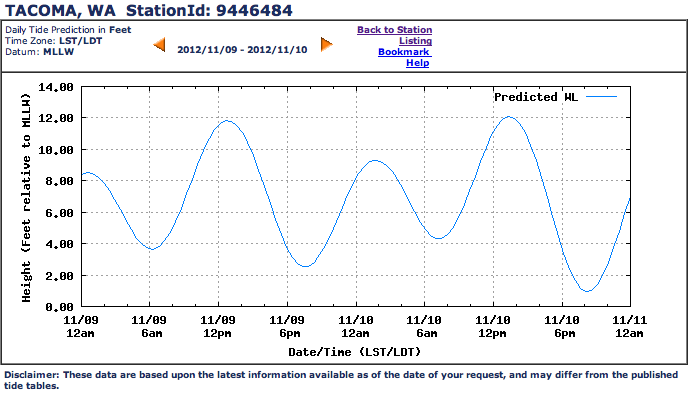 TACOMA, WA  StationId: 9446484
Daily Tide Prediction in Feet
Time Zone: LST/LDT
Datum: MLLW
2012/11/09 - 2012/11/10
Back to Station
Listing
Bookmark
Help
Height (Feet relative to MLLW)
14.00
12.00
10.00
8.00
6.00
4.00
2.00
0.00
Predicted WL
11/09 11/09 11/09 11/09 11/10 11/10 11/10 11/10 11/11
12am 6am 12pm 6pm 12am 6am 12pm 6pm 12am
Date/Time (LST/LDT)
Disclaimer: These data are based upon the latest information available as of the date of your request, and may differ from the published
tide tables.